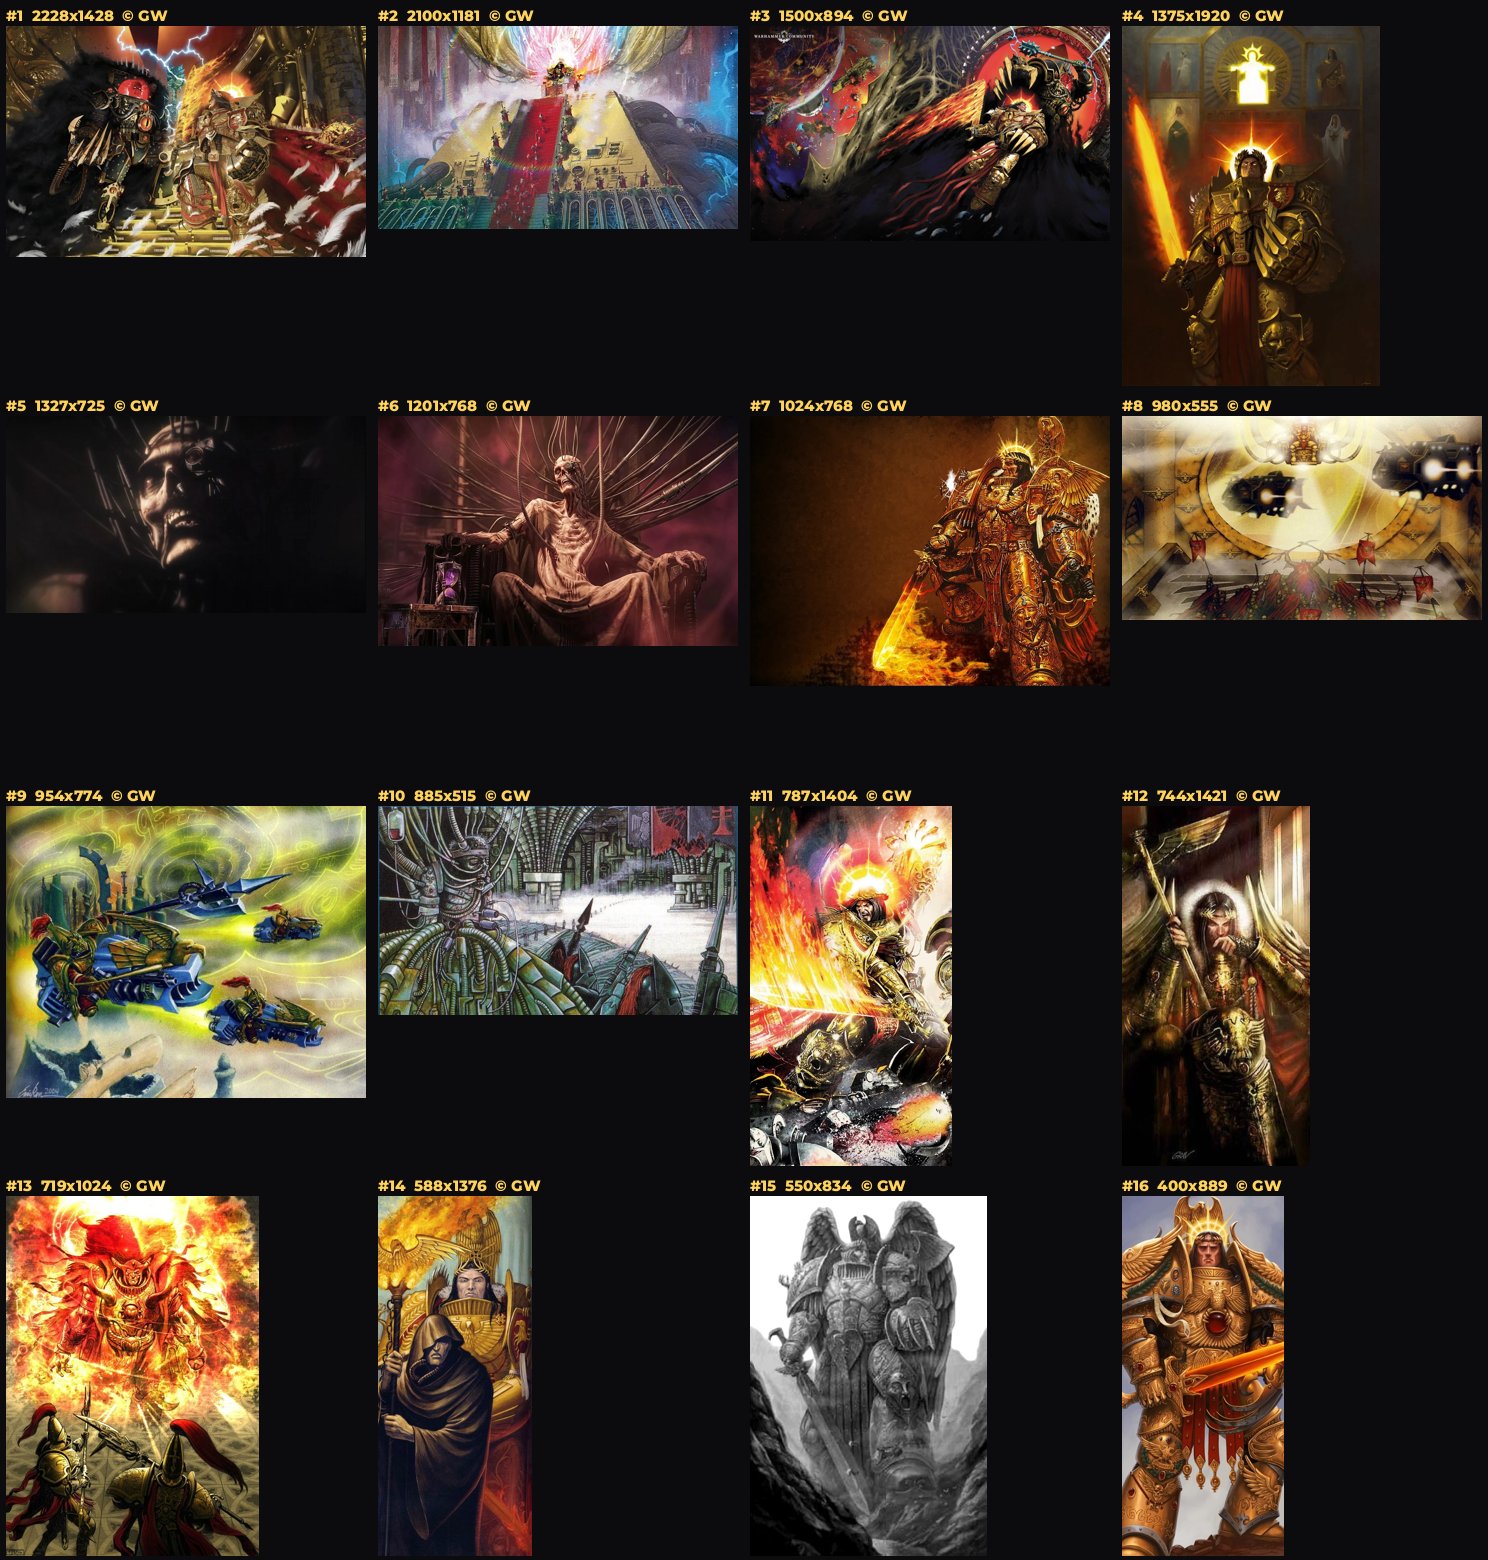 #1 2228x1428 © GW
#2 2100x1181 © GW
#3 1500x894 © GW
#4 1375x1920 © GW
WARHAMMER COMMUNITY
#5 1327x725 © GW
#6 1201x768 © GW
#7 1024x768 © GW
#8 980x555 © GW
#9 954x774 © GW
#10 885x515 © GW
#11 787x1404 © GW
#12 744x1421 © GW
#13 719x1024 © GW
#14 588x1376 © GW
#15 550x834 © GW
#16 400x889 © GW